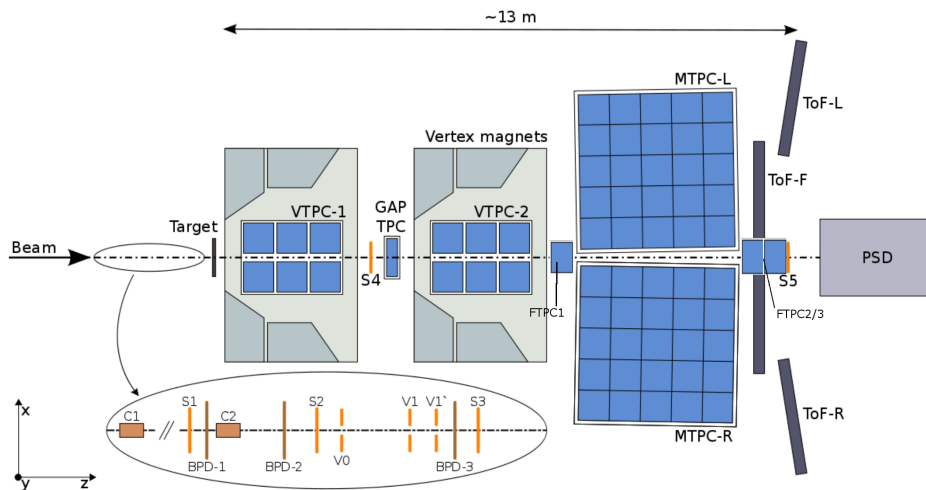 ~13 m
MTPC-L
ToF-L
Vertex magnets
ToF-F
Target
VTPC-1
GAP
TPC
VTPC-2
Beam
S4
FTPC1
S5
PSD
FTPC2/3
x
y
z
C1
S1
BPD-1
C2
BPD-2
S2
V0
V1
V1`
BPD-3
S3
MTPC-R
ToF-R